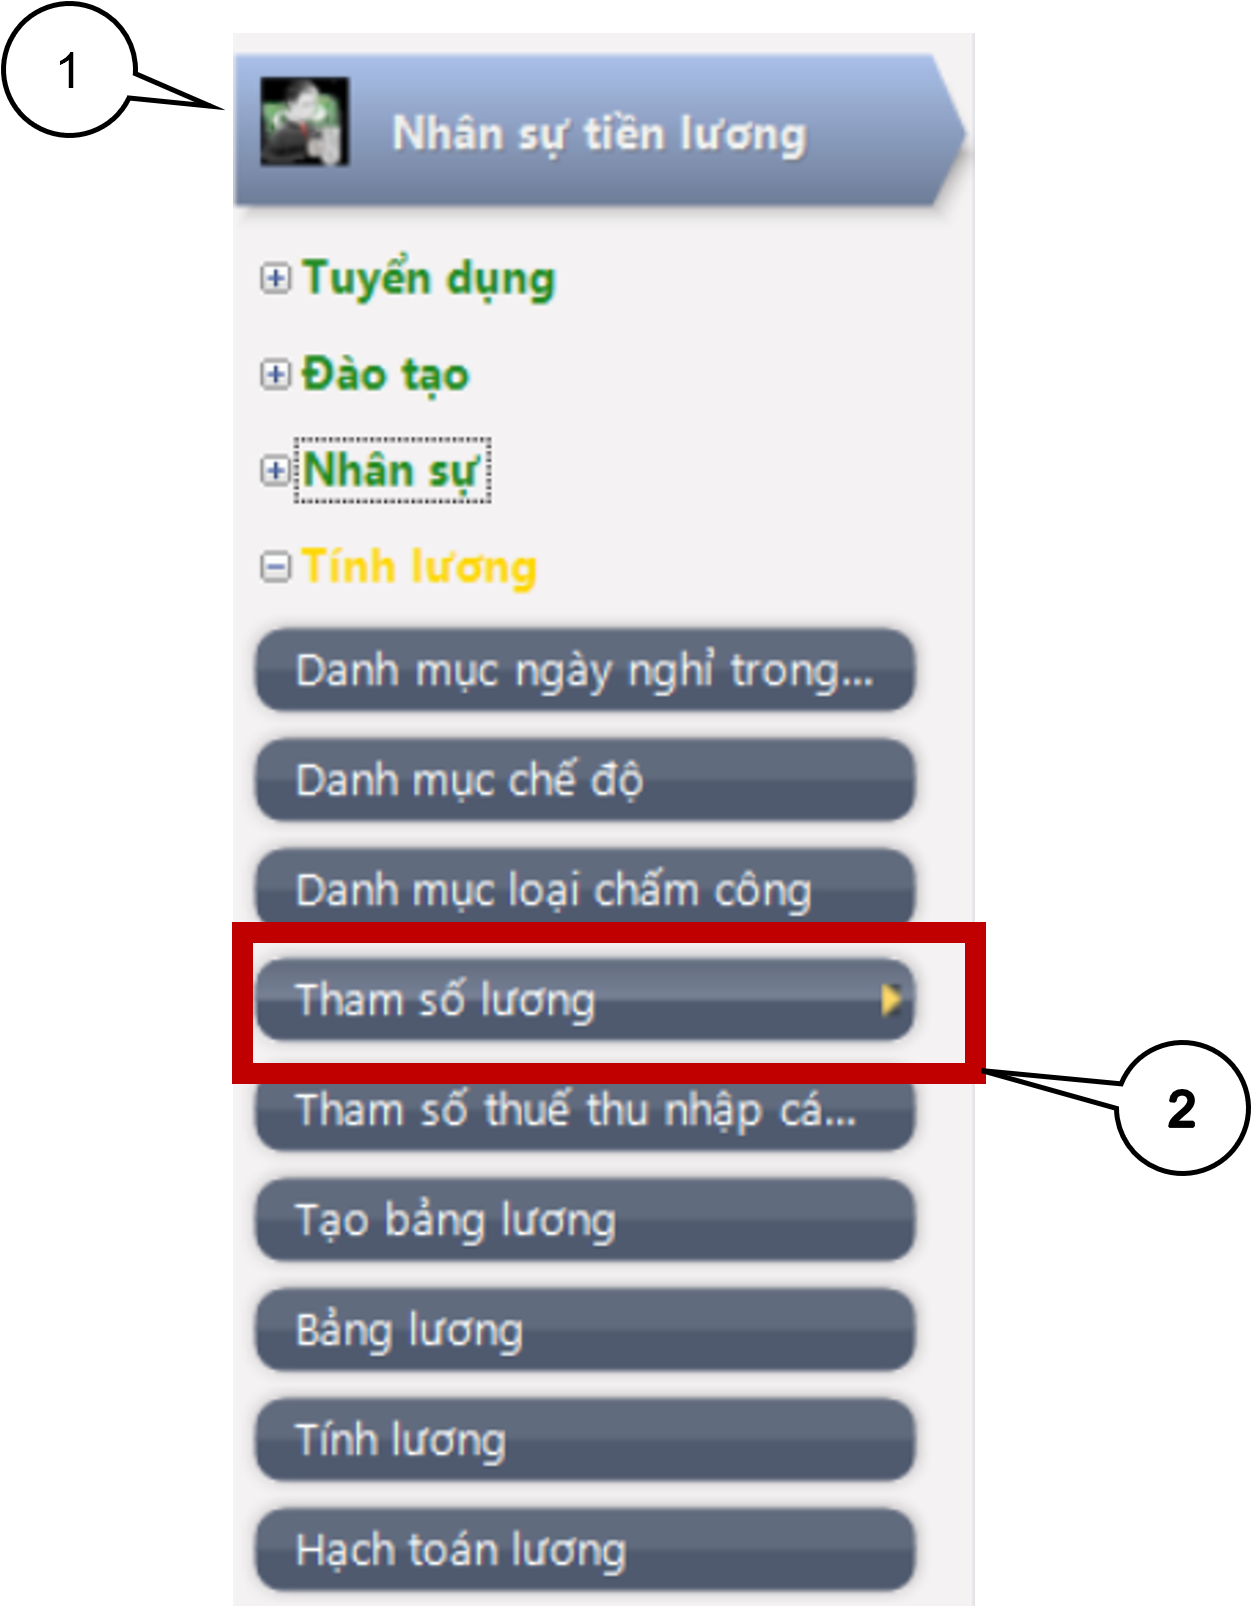 1
Nhân sự tiền lương
Tuyển dụng
Đào tạo
Nhân sự
Tính lương
Danh mục ngày nghỉ trong...
Danh mục chế độ
Danh mục loại chấm công
Tham số lương
2
Tham số thuế thu nhập cá...
Tạo bảng lương
Bảng lương
Tính lương
Hạch toán lương